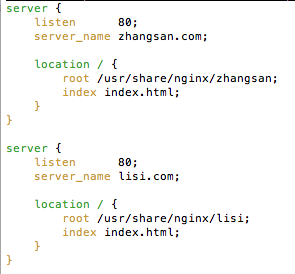 server {
    listen      80;
    server_name zhangsan.com;

    location / {
        root /usr/share/nginx/zhangsan;
        index index.html;
    }
}

server {
    listen      80;
    server_name lisi.com;

    location / {
        root /usr/share/nginx/lisi;
        index index.html;
    }
}